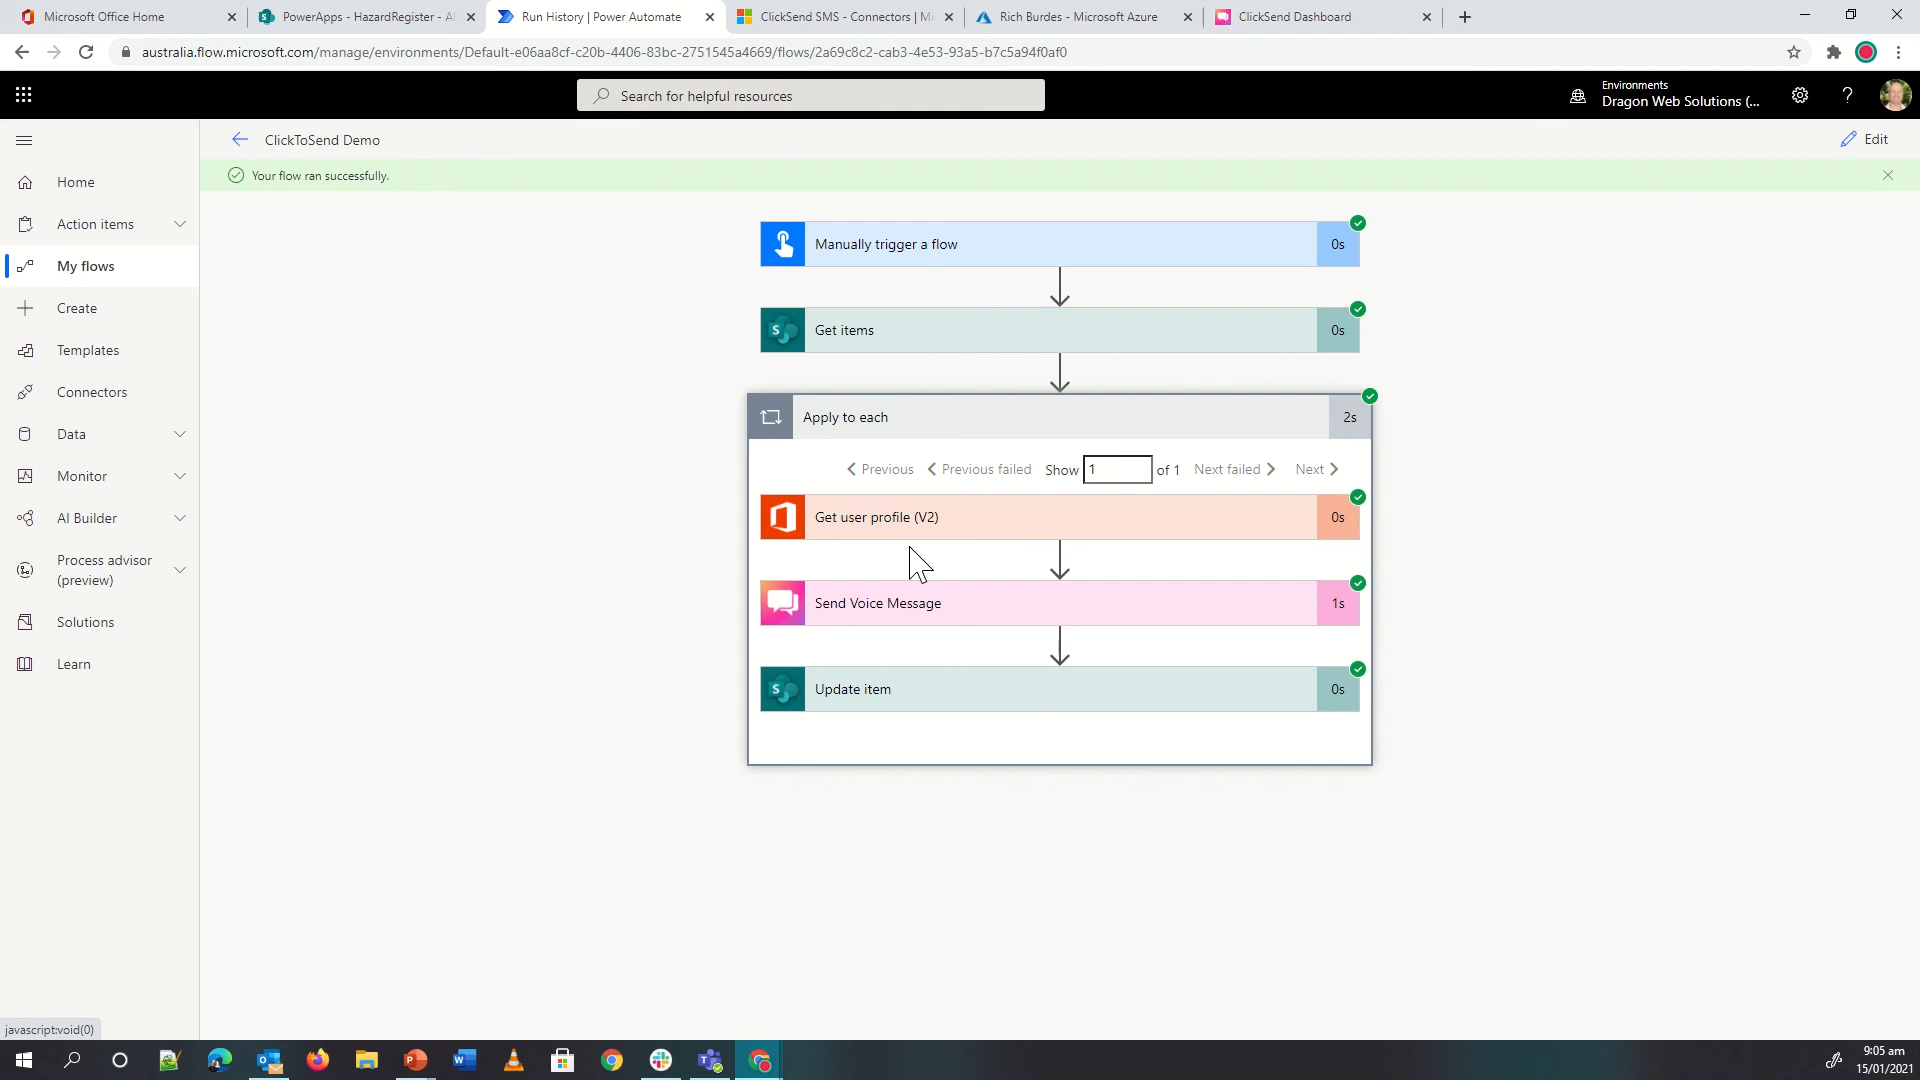 Microsoft Office Home
PowerApps - HazardRegister - Al
Run History | Power Automate
ClickSend SMS - Connectors | Mi
Rich Burdes - Microsoft Azure
ClickSend Dashboard
australia.flow.microsoft.com/manage/environments/Default-e06aa8cf-c20b-4406-83bc-2751545a4669/flows/2a69c8c2-cab3-4e53-93a5-b7c5a94f0af0
Search for helpful resources
Environments
Dragon Web Solutions (...
ClickToSend Demo
Edit
Your flow ran successfully.
Home
Action items
My flows
Create
Templates
Connectors
Data
Monitor
AI Builder
Process advisor
(preview)
Solutions
Learn
Manually trigger a flow 0s
Get items 0s
Apply to each 2s
Previous Previous failed Show 1 of 1 Next failed Next
Get user profile (V2) 0s
Send Voice Message 1s
Update item 0s
javascript:void(0)
9:05 am
15/01/2021